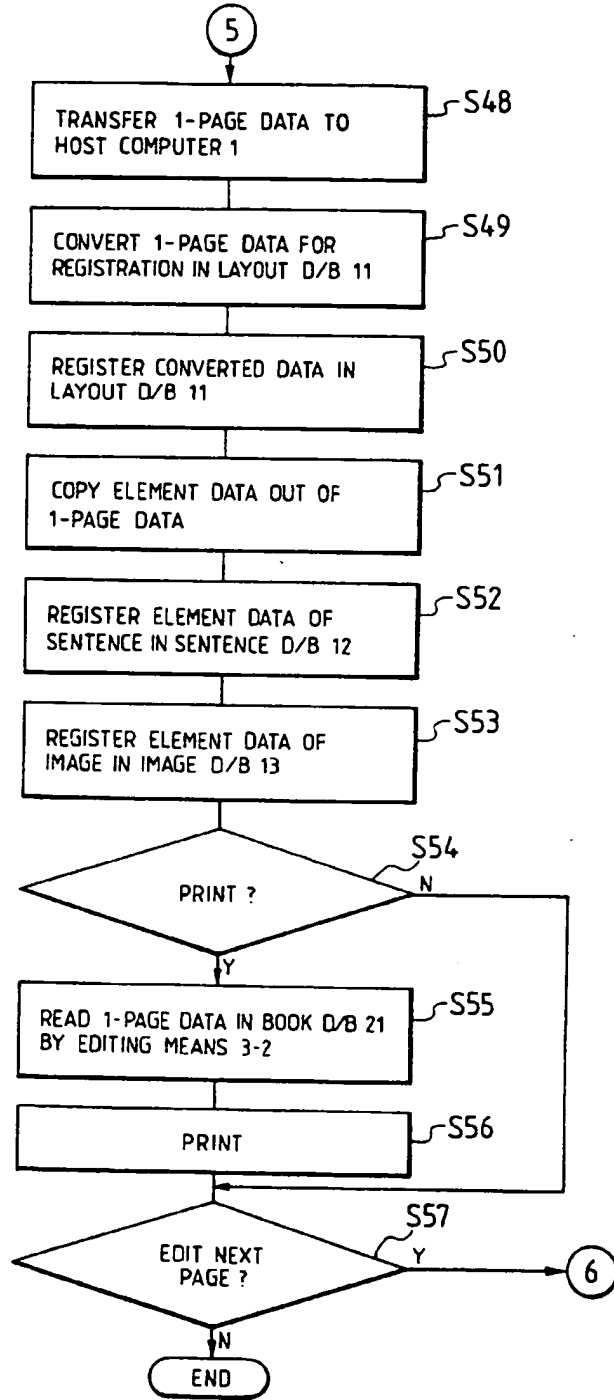 5
TRANSFER 1-PAGE DATA TO
HOST COMPUTER 1
S48
CONVERT 1-PAGE DATA FOR
REGISTRATION IN LAYOUT D/B 11
S49
REGISTER CONVERTED DATA IN
LAYOUT D/B 11
S50
COPY ELEMENT DATA OUT OF
1-PAGE DATA
S51
REGISTER ELEMENT DATA OF
SENTENCE IN SENTENCE D/B 12
S52
REGISTER ELEMENT DATA OF
IMAGE IN IMAGE D/B 13
S53
PRINT ?
S54
N
Y
READ 1-PAGE DATA IN BOOK D/B 21
BY EDITING MEANS 3-2
S55
PRINT
S56
EDIT NEXT
PAGE ?
S57
Y
6
N
END